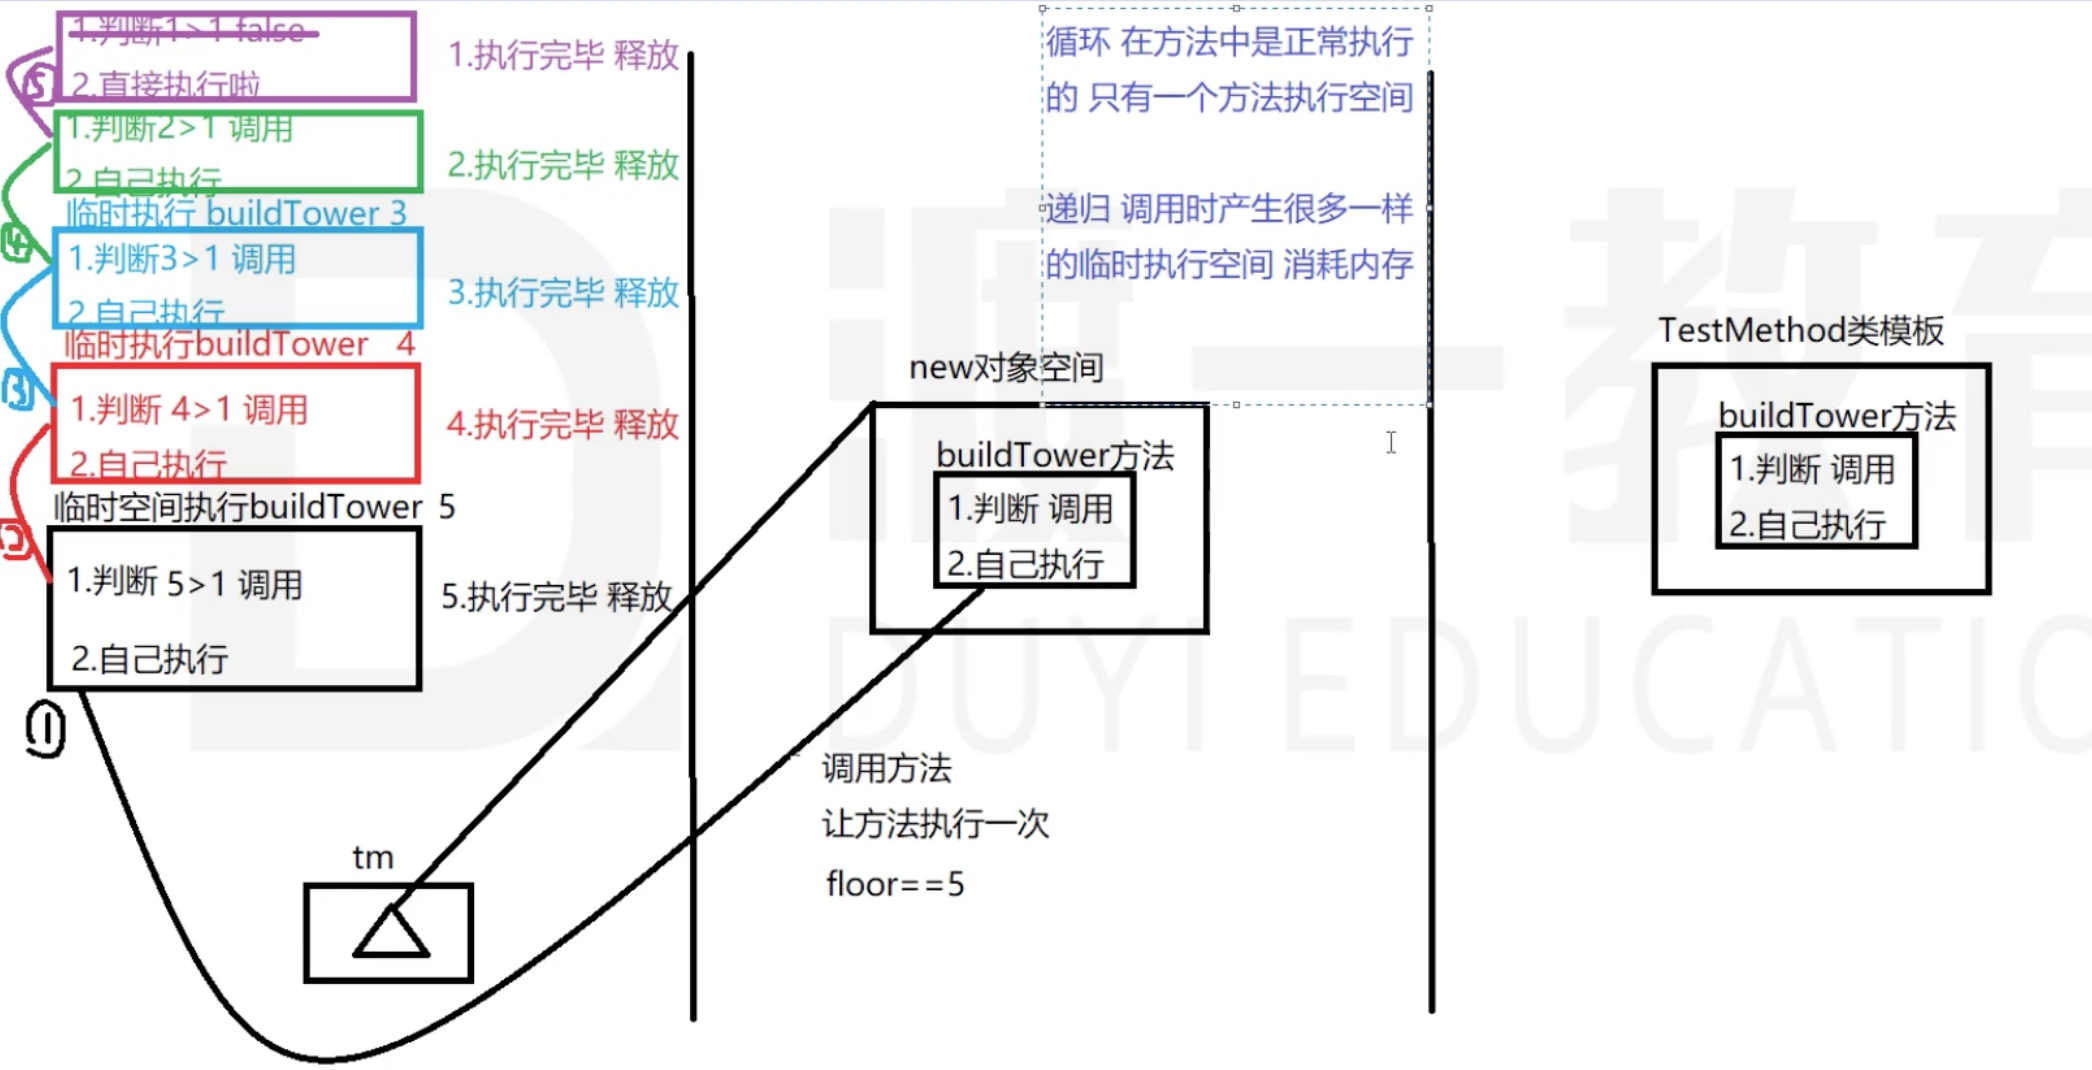 1.判断1>1 false
2.直接执行啦
1.执行完毕 释放
⑤
1.判断2>1 调用
2.自己执行
2.执行完毕 释放
④
临时执行 buildTower 3
1.判断3>1 调用
2.自己执行
3.执行完毕 释放
③
临时执行buildTower 4
1.判断 4>1 调用
2.自己执行
4.执行完毕 释放
临时空间执行buildTower 5
1.判断 5>1 调用
2.自己执行
5.执行完毕 释放
①
tm
循环 在方法中是正常执行
的 只有一个方法执行空间
递归 调用时产生很多一样
的临时执行空间 消耗内存
new对象空间
buildTower方法
1.判断 调用
2.自己执行
调用方法
让方法执行一次
floor==5
TestMethod类模板
buildTower方法
1.判断 调用
2.自己执行
渡一教育
DUYI EDUCATIO